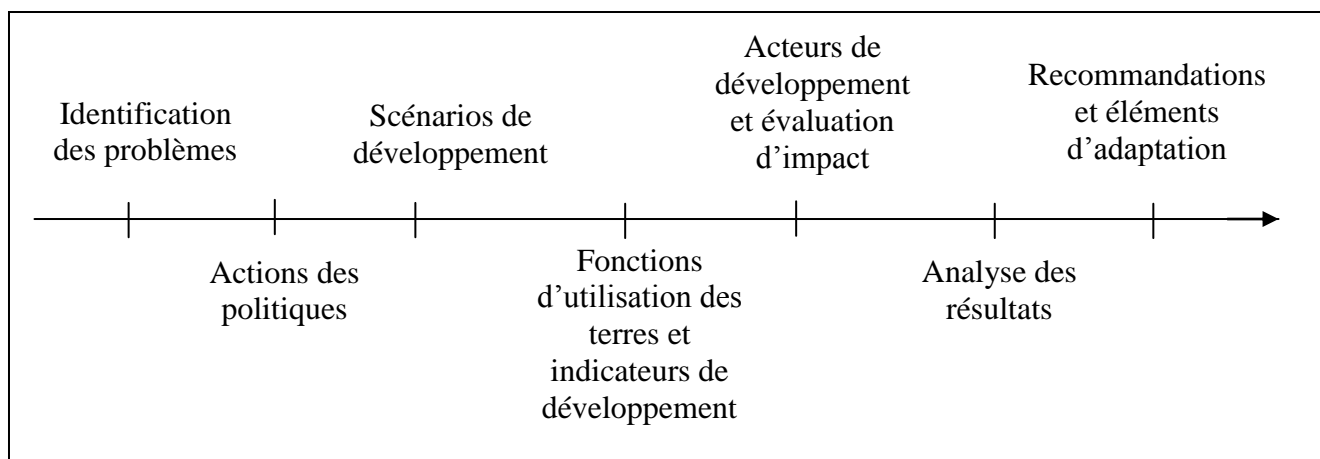 Identification
des problèmes
Actions des
politiques
Scénarios de
développement
Fonctions
d’utilisation des
terres et
indicateurs de
développement
Acteurs de
développement
et évaluation
d’impact
Analyse des
résultats
Recommandations
et éléments
d’adaptation